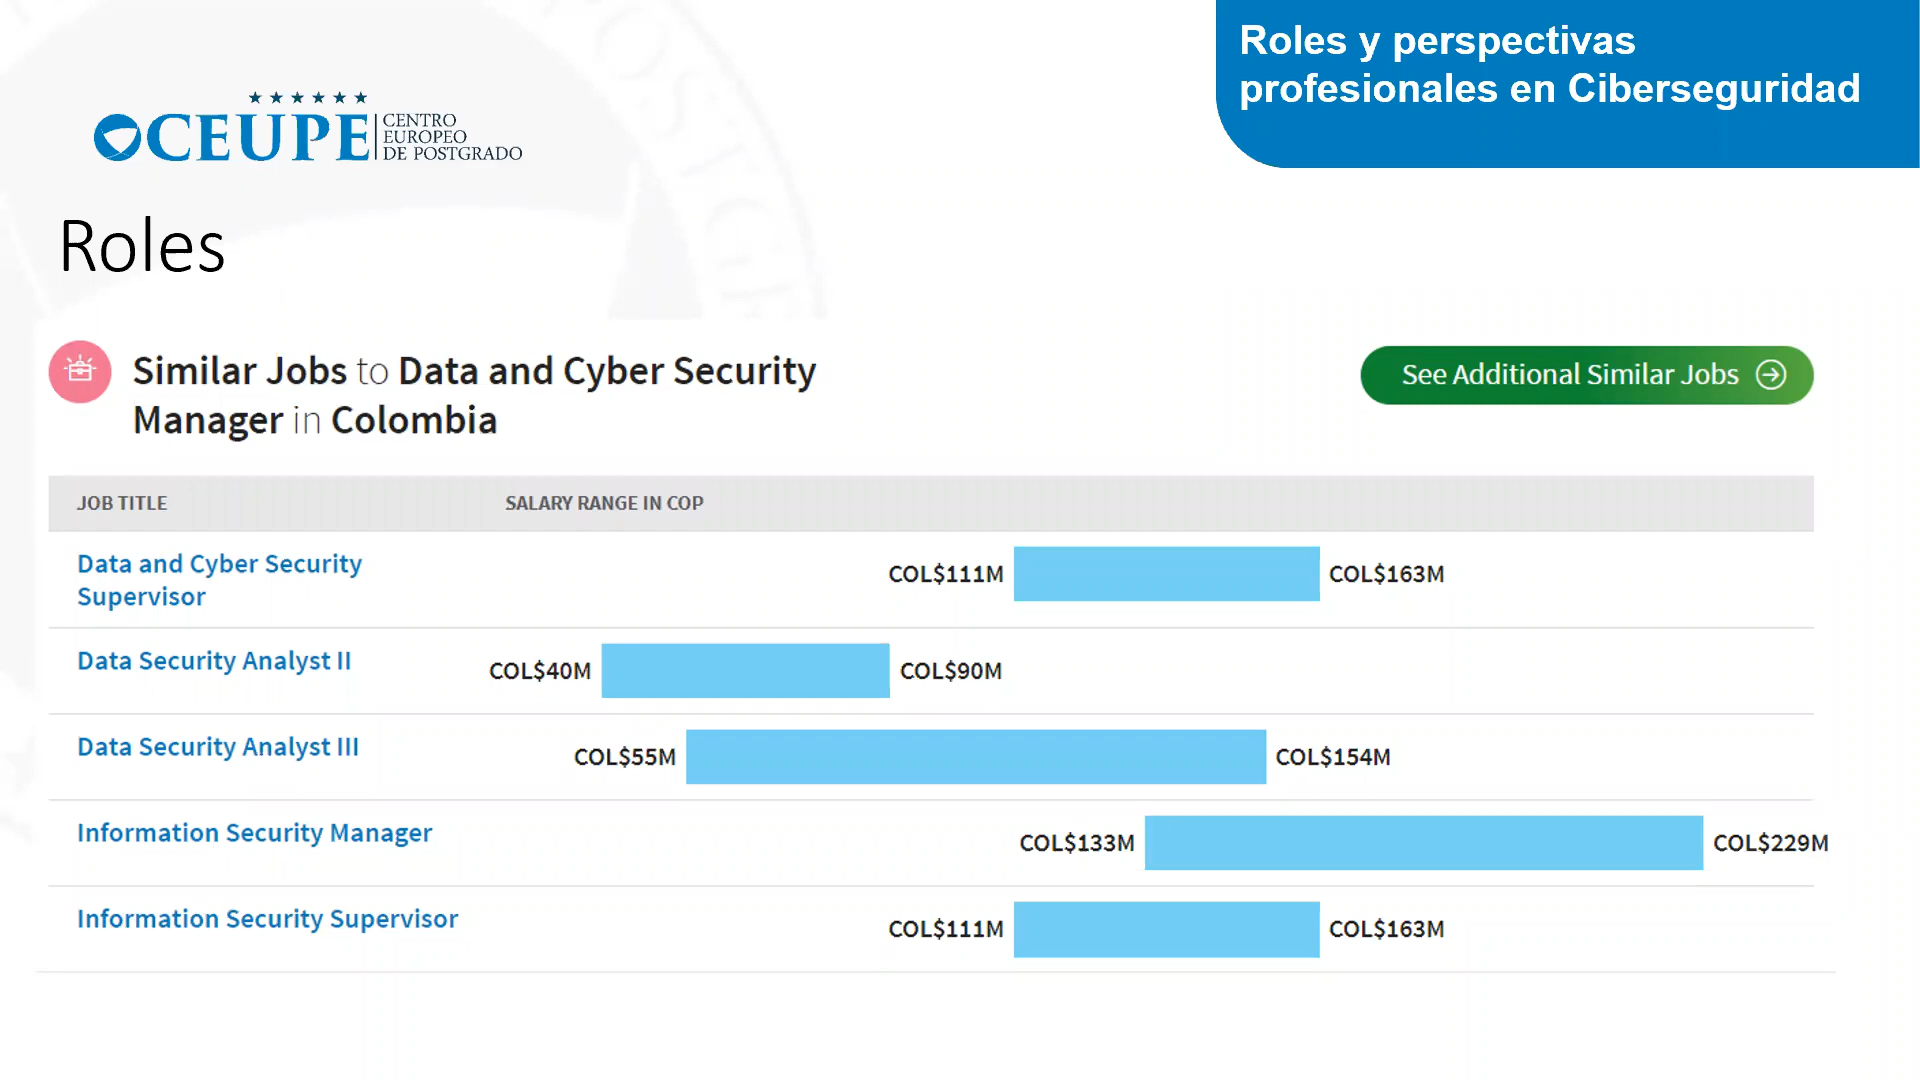 Roles y perspectivas
profesionales en Ciberseguridad
CEUPE
CENTRO
EUROPEO
DE POSTGRADO
Roles
Similar Jobs to Data and Cyber Security
Manager in Colombia
See Additional Similar Jobs
JOB TITLE SALARY RANGE IN COP
Data and Cyber Security
Supervisor
COL$111M COL$163M
Data Security Analyst II
COL$40M COL$90M
Data Security Analyst III
COL$55M COL$154M
Information Security Manager
COL$133M COL$229M
Information Security Supervisor
COL$111M COL$163M